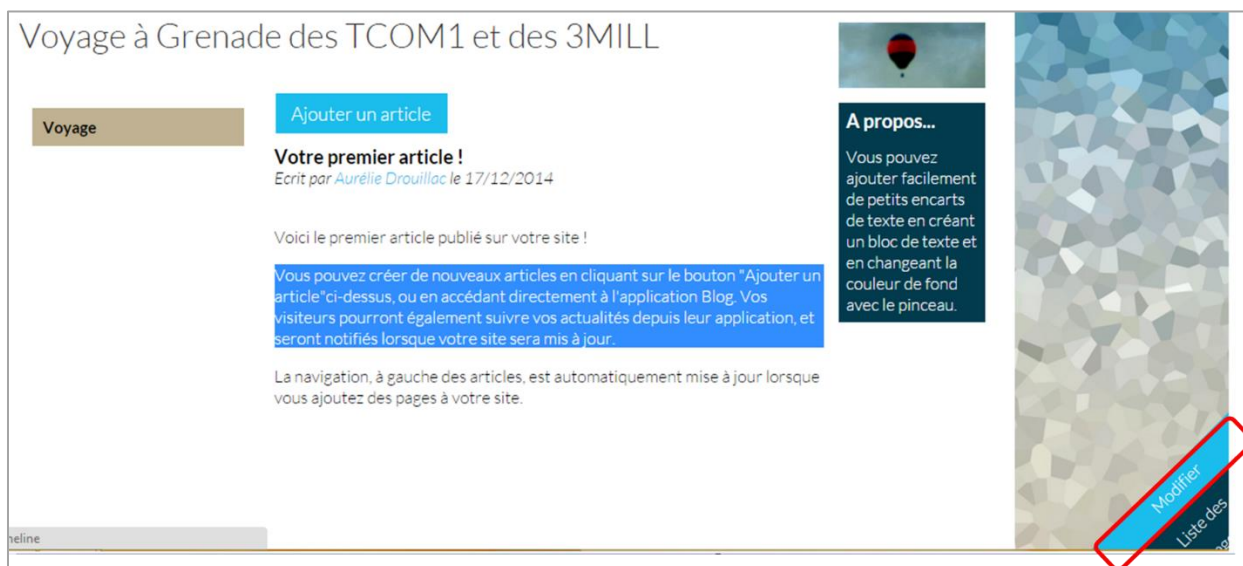 Voyage à Grenade des TCOM1 et des 3MILL
Voyage
Ajouter un article
Votre premier article !
Ecrit par Aurélie Drouillac le 17/12/2014
Voici le premier article publié sur votre site !
Vous pouvez créer de nouveaux articles en cliquant sur le bouton "Ajouter un
article"ci-dessus, ou en accédant directement à l'application Blog. Vos
visiteurs pourront également suivre vos actualités depuis leur application, et
seront notifiés lorsque votre site sera mis à jour.
La navigation, à gauche des articles, est automatiquement mise à jour lorsque
vous ajoutez des pages à votre site.
A propos...
Vous pouvez
ajouter facilement
de petits encarts
de texte en créant
un bloc de texte et
en changeant la
couleur de fond
avec le pinceau.
Modifier
Liste des
neline